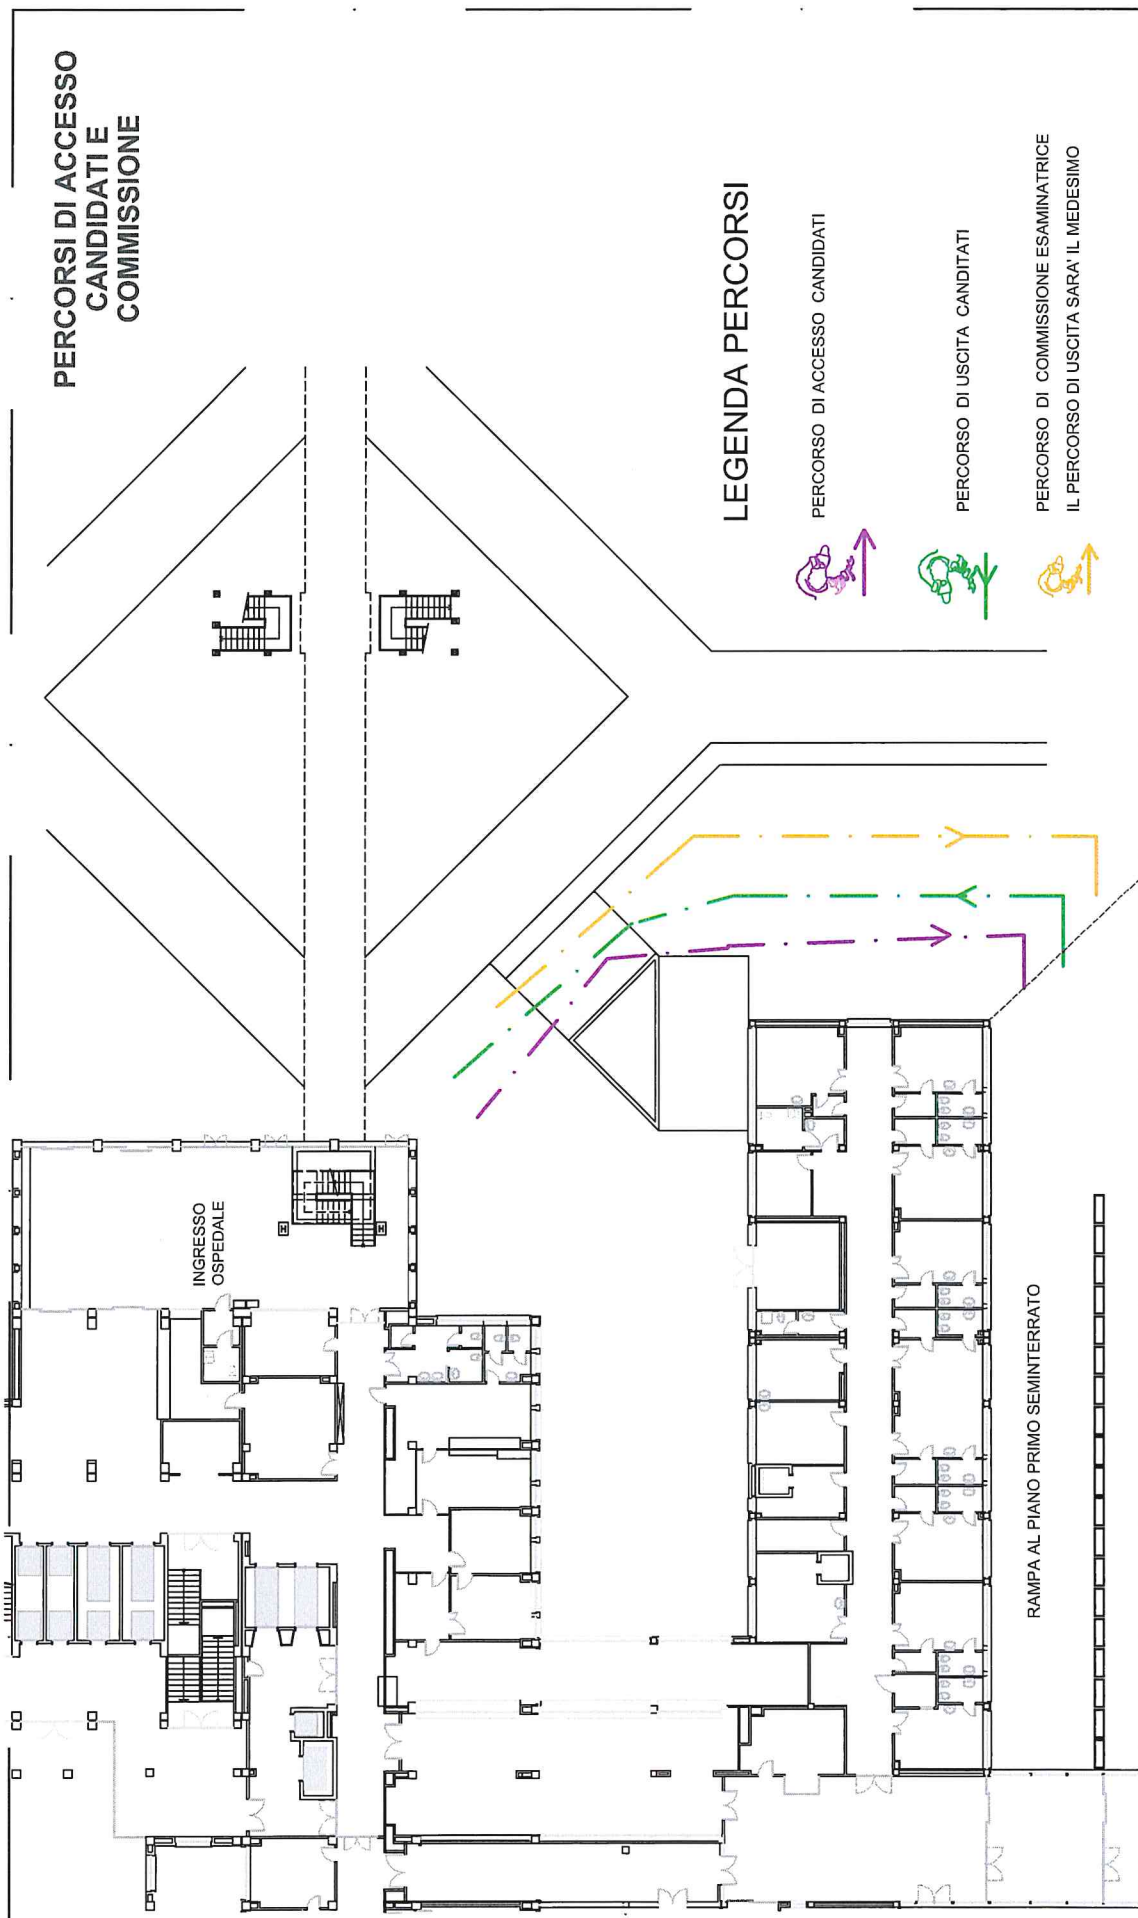 PERCORSI DI ACCESSO
CANDIDATI E
COMMISSIONE
INGRESSO
OSPEDALE
LEGENDA PERCORSI
PERCORSO DI ACCESSO CANDIDATI
PERCORSO DI USCITA CANDITATI
PERCORSO DI COMMISSIONE ESAMINATRICE
IL PERCORSO DI USCITA SARA' IL MEDESIMO
RAMPA AL PIANO PRIMO SEMINTERRATO
H
H